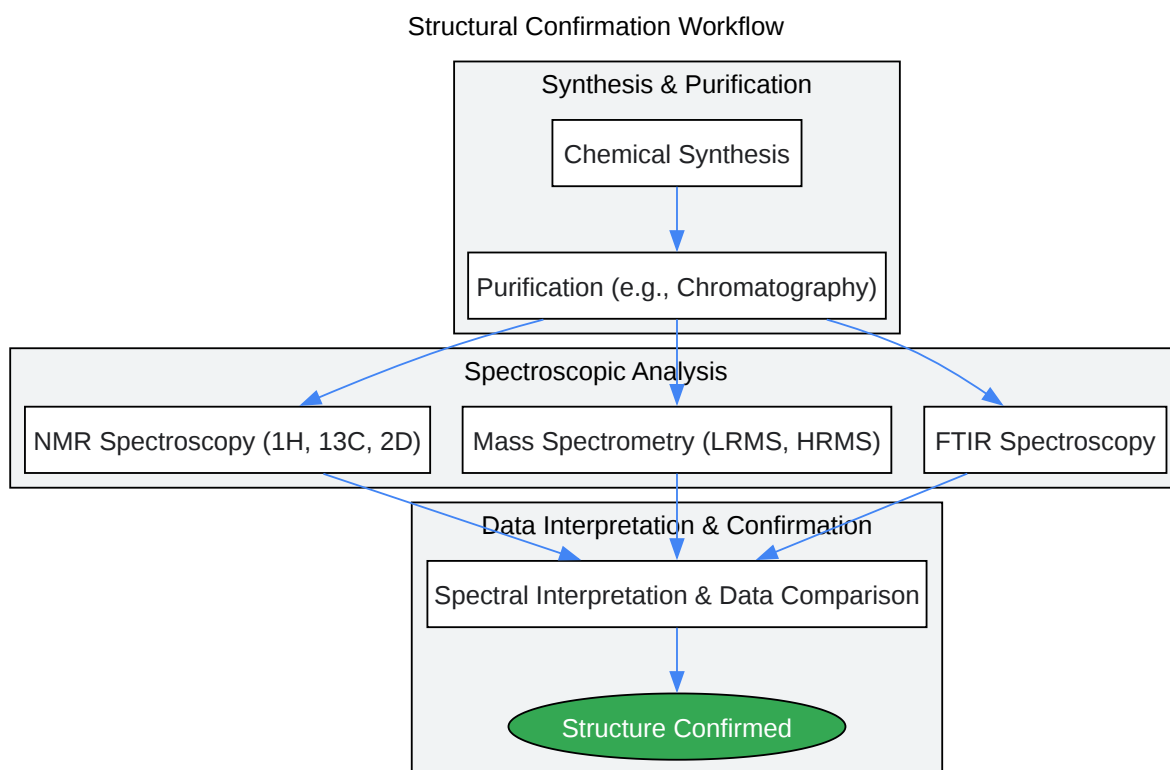 Structural Confirmation Workflow
Synthesis & Purification
Chemical Synthesis
Purification (e.g., Chromatography)
Spectroscopic Analysis
NMR Spectroscopy (1H, 13C, 2D)
Mass Spectrometry (LRMS, HRMS)
FTIR Spectroscopy
Data Interpretation & Confirmation
Spectral Interpretation & Data Comparison
Structure Confirmed